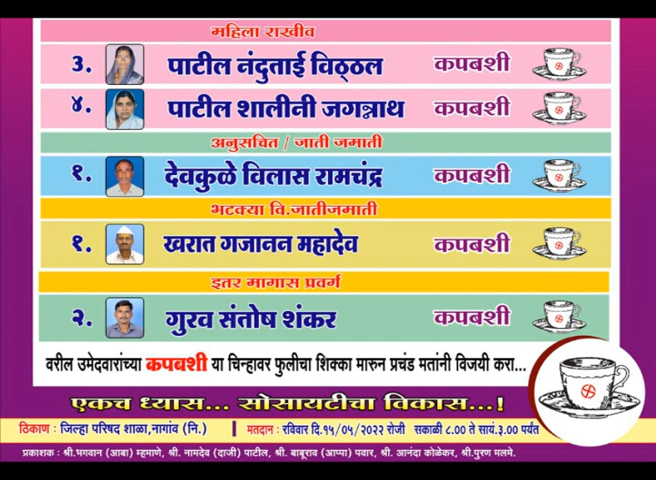 महिला राखीव
३. पाटील नंदुताई विठ्ठल कपबशी
४. पाटील शालीनी जगन्नाथ कपबशी
अनुसचित / जाती जमाती
१. देवकुळे विलास रामचंद्र कपबशी
भटक्या वि.जातीजमाती
१. खरात गजानन महादेव कपबशी
इतर मागास प्रवर्ग
२. गुरव संतोष शंकर कपबशी
वरील उमेदवारांच्या कपबशी या चिन्हावर फुलीचा शिक्का मारुन प्रचंड मतांनी विजयी करा...
एकच ध्यास... सोसायटीचा विकास...!
ठिकाण : जिल्हा परिषद शाळा,नागांव (नि.) | मतदान : रविवार दि.१५/०५/२०२२ रोजी सकाळी ८.०० ते सायं.३.०० पर्यंत
प्रकाशक : श्री.भगवान (आबा) म्हमाणे, श्री. नामदेव (दाजी) पाटील, श्री. बाबूराव (आप्पा) पवार, श्री. आनंदा कोळेकर, श्री.पुरण मलमे.